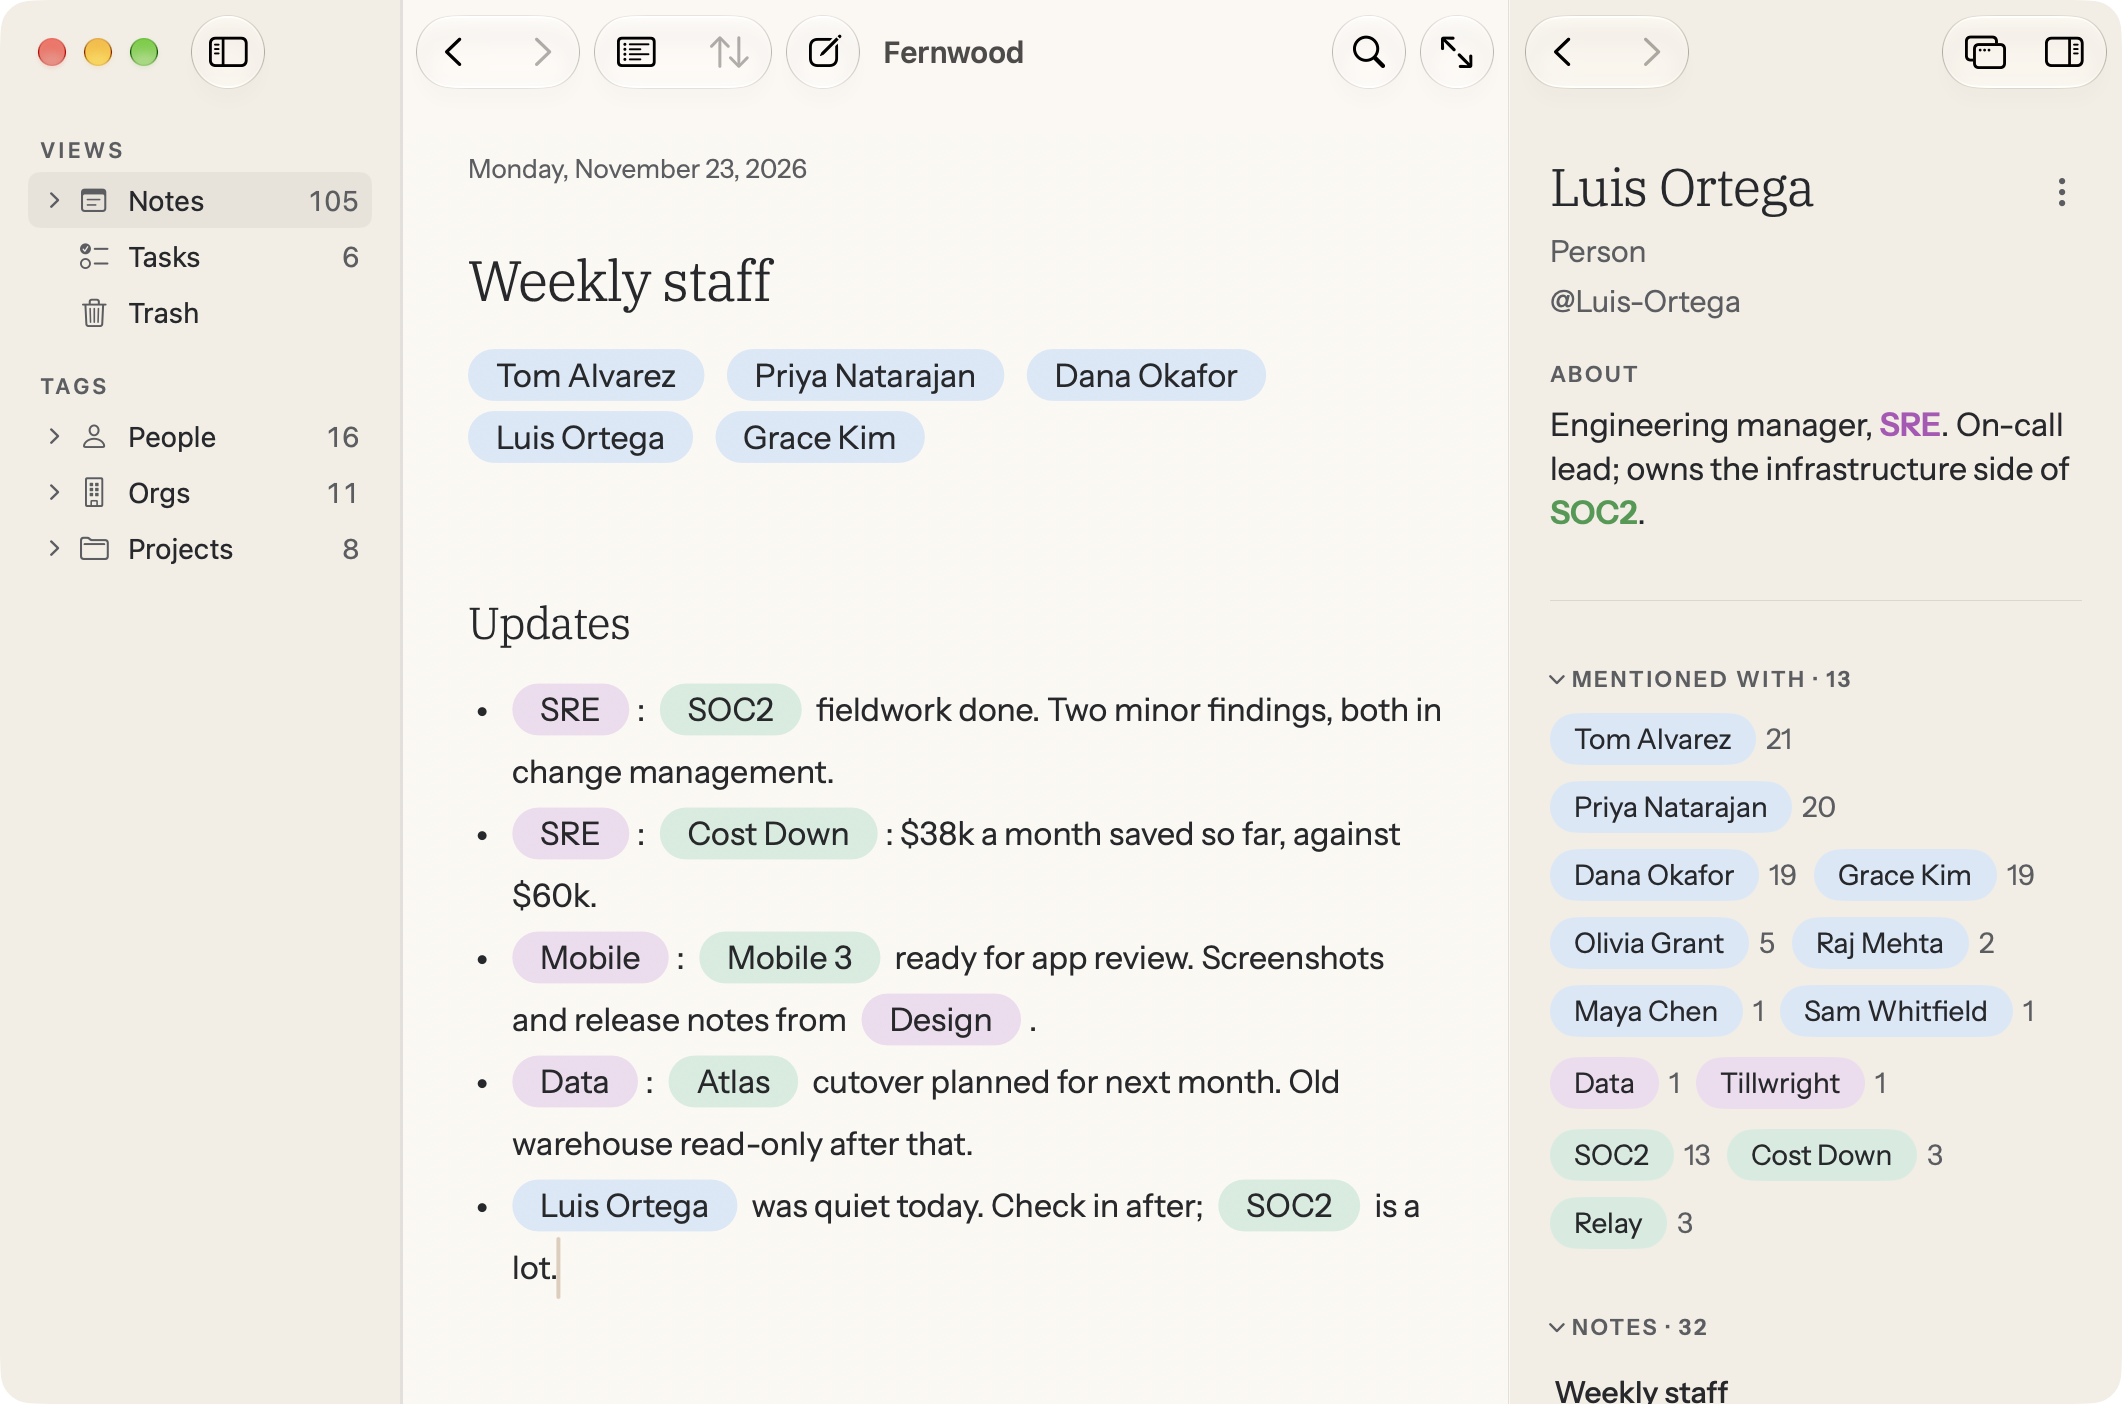 VIEWS
Notes 105
Tasks 6
Trash
TAGS
People 16
Orgs 11
Projects 8
Fernwood
Monday, November 23, 2026
Weekly staff
Tom Alvarez Priya Natarajan Dana Okafor
Luis Ortega Grace Kim
Updates
• SRE : SOC2 fieldwork done. Two minor findings, both in
change management.
• SRE : Cost Down : $38k a month saved so far, against
$60k.
• Mobile : Mobile 3 ready for app review. Screenshots
and release notes from Design .
• Data : Atlas cutover planned for next month. Old
warehouse read-only after that.
• Luis Ortega was quiet today. Check in after; SOC2 is a
lot.
Luis Ortega
Person
@Luis-Ortega
ABOUT
Engineering manager, SRE. On-call
lead; owns the infrastructure side of
SOC2.
MENTIONED WITH · 13
Tom Alvarez 21
Priya Natarajan 20
Dana Okafor 19 Grace Kim 19
Olivia Grant 5 Raj Mehta 2
Maya Chen 1 Sam Whitfield 1
Data 1 Tillwright 1
SOC2 13 Cost Down 3
Relay 3
NOTES · 32
Weekly staff